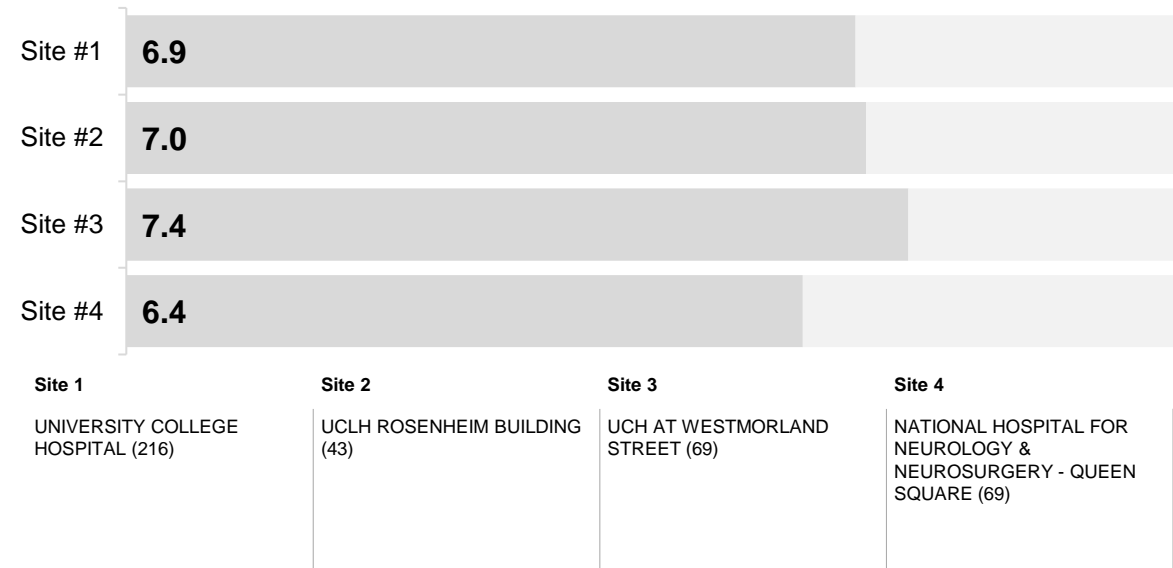 Site #1
6.9
Site #2
7.0
Site #3
7.4
Site #4
6.4
Site 1
UNIVERSITY COLLEGE
HOSPITAL (216)
Site 2
UCLH ROSENHEIM BUILDING
(43)
Site 3
UCH AT WESTMORLAND
STREET (69)
Site 4
NATIONAL HOSPITAL FOR
NEUROLOGY &
NEUROSURGERY - QUEEN
SQUARE (69)